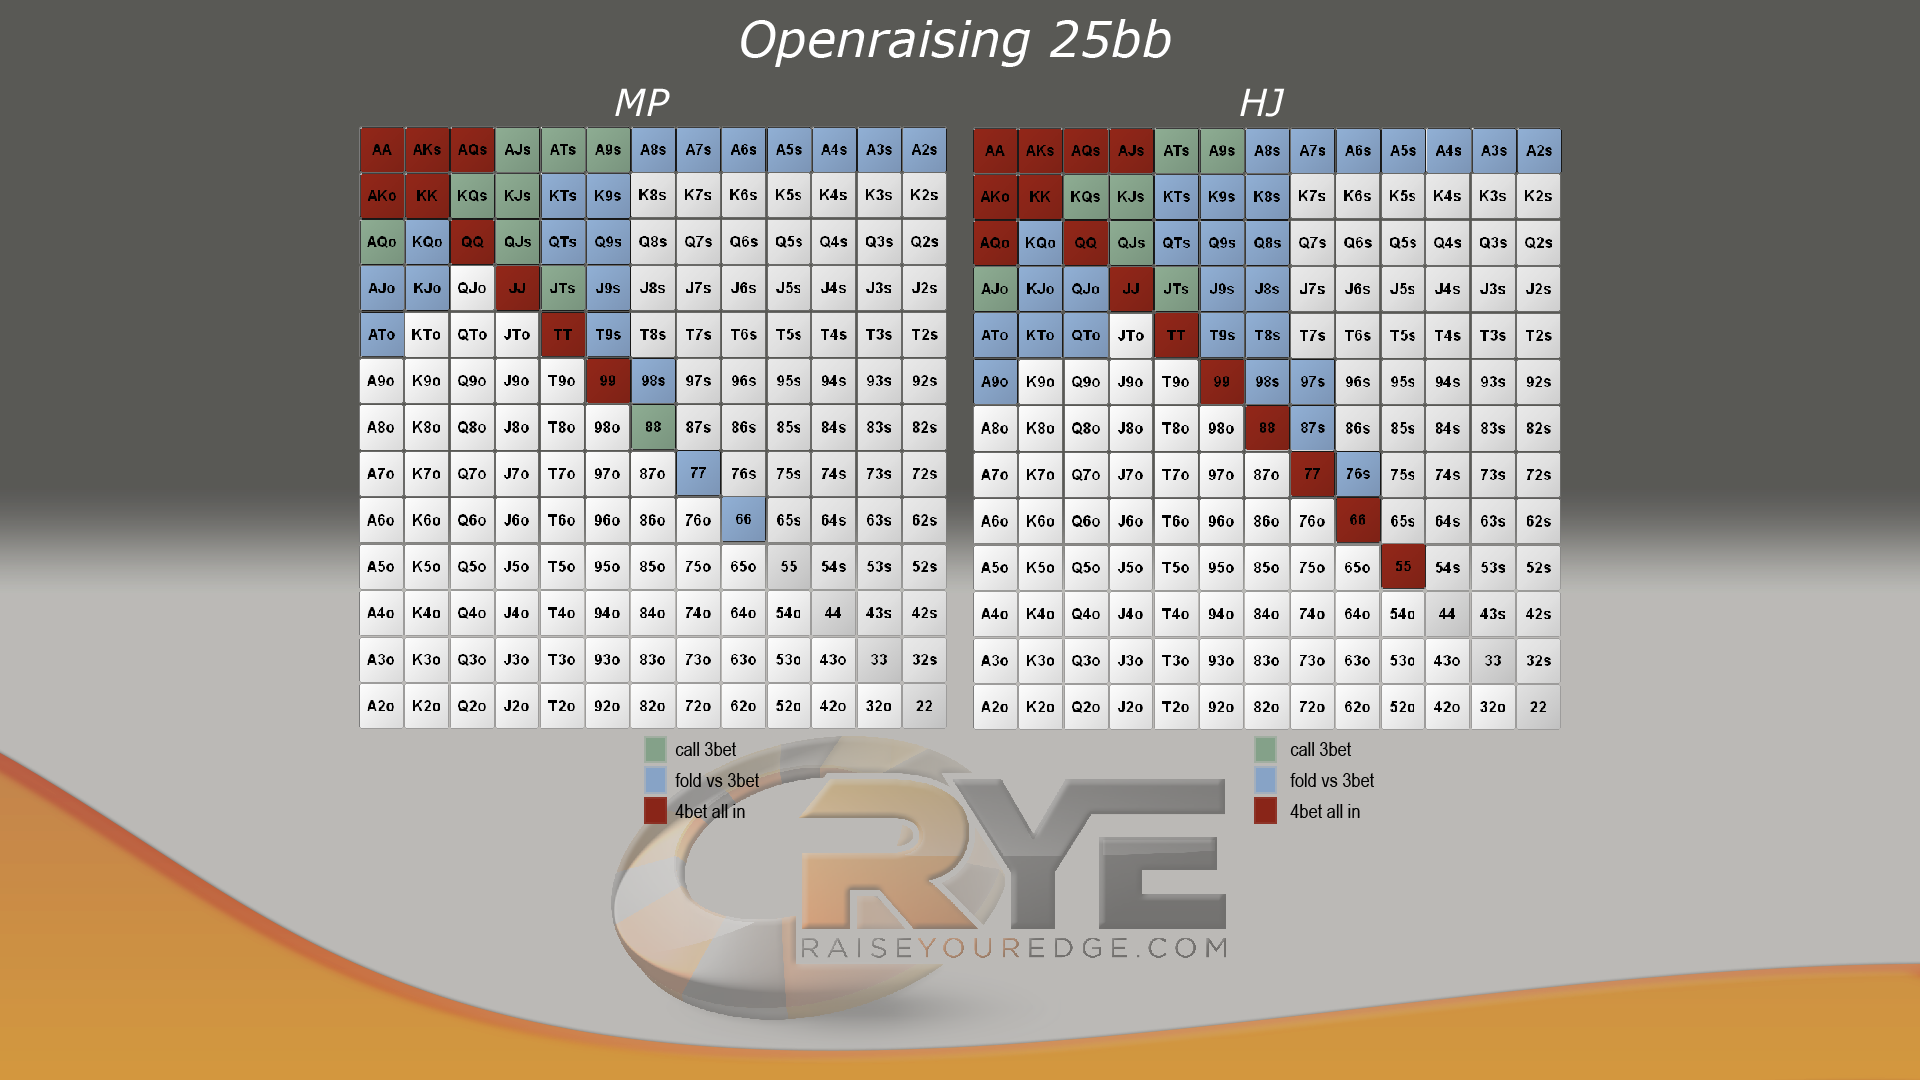 Openraising 25bb
MP
AA AKs AQs AJs ATs A9s A8s A7s A6s A5s A4s A3s A2s
AKo KK KQs KJs KTs K9s K8s K7s K6s K5s K4s K3s K2s
AQo KQo QQ QJs QTs Q9s Q8s Q7s Q6s Q5s Q4s Q3s Q2s
AJo KJo QJo JJ JTs J9s J8s J7s J6s J5s J4s J3s J2s
ATo KTo QTo JTo TT T9s T8s T7s T6s T5s T4s T3s T2s
A9o K9o Q9o J9o T9o 99 98s 97s 96s 95s 94s 93s 92s
A8o K8o Q8o J8o T8o 98o 88 87s 86s 85s 84s 83s 82s
A7o K7o Q7o J7o T7o 97o 87o 77 76s 75s 74s 73s 72s
A6o K6o Q6o J6o T6o 96o 86o 76o 66 65s 64s 63s 62s
A5o K5o Q5o J5o T5o 95o 85o 75o 65o 55 54s 53s 52s
A4o K4o Q4o J4o T4o 94o 84o 74o 64o 54o 44 43s 42s
A3o K3o Q3o J3o T3o 93o 83o 73o 63o 53o 43o 33 32s
A2o K2o Q2o J2o T2o 92o 82o 72o 62o 52o 42o 32o 22
call 3bet
fold vs 3bet
4bet all in
HJ
AA AKs AQs AJs ATs A9s A8s A7s A6s A5s A4s A3s A2s
AKo KK KQs KJs KTs K9s K8s K7s K6s K5s K4s K3s K2s
AQo KQo QQ QJs QTs Q9s Q8s Q7s Q6s Q5s Q4s Q3s Q2s
AJo KJo QJo JJ JTs J9s J8s J7s J6s J5s J4s J3s J2s
ATo KTo QTo JTo TT T9s T8s T7s T6s T5s T4s T3s T2s
A9o K9o Q9o J9o T9o 99 98s 97s 96s 95s 94s 93s 92s
A8o K8o Q8o J8o T8o 98o 88 87s 86s 85s 84s 83s 82s
A7o K7o Q7o J7o T7o 97o 87o 77 76s 75s 74s 73s 72s
A6o K6o Q6o J6o T6o 96o 86o 76o 66 65s 64s 63s 62s
A5o K5o Q5o J5o T5o 95o 85o 75o 65o 55 54s 53s 52s
A4o K4o Q4o J4o T4o 94o 84o 74o 64o 54o 44 43s 42s
A3o K3o Q3o J3o T3o 93o 83o 73o 63o 53o 43o 33 32s
A2o K2o Q2o J2o T2o 92o 82o 72o 62o 52o 42o 32o 22
call 3bet
fold vs 3bet
4bet all in
RYE
RAISEYOUREDGE.COM